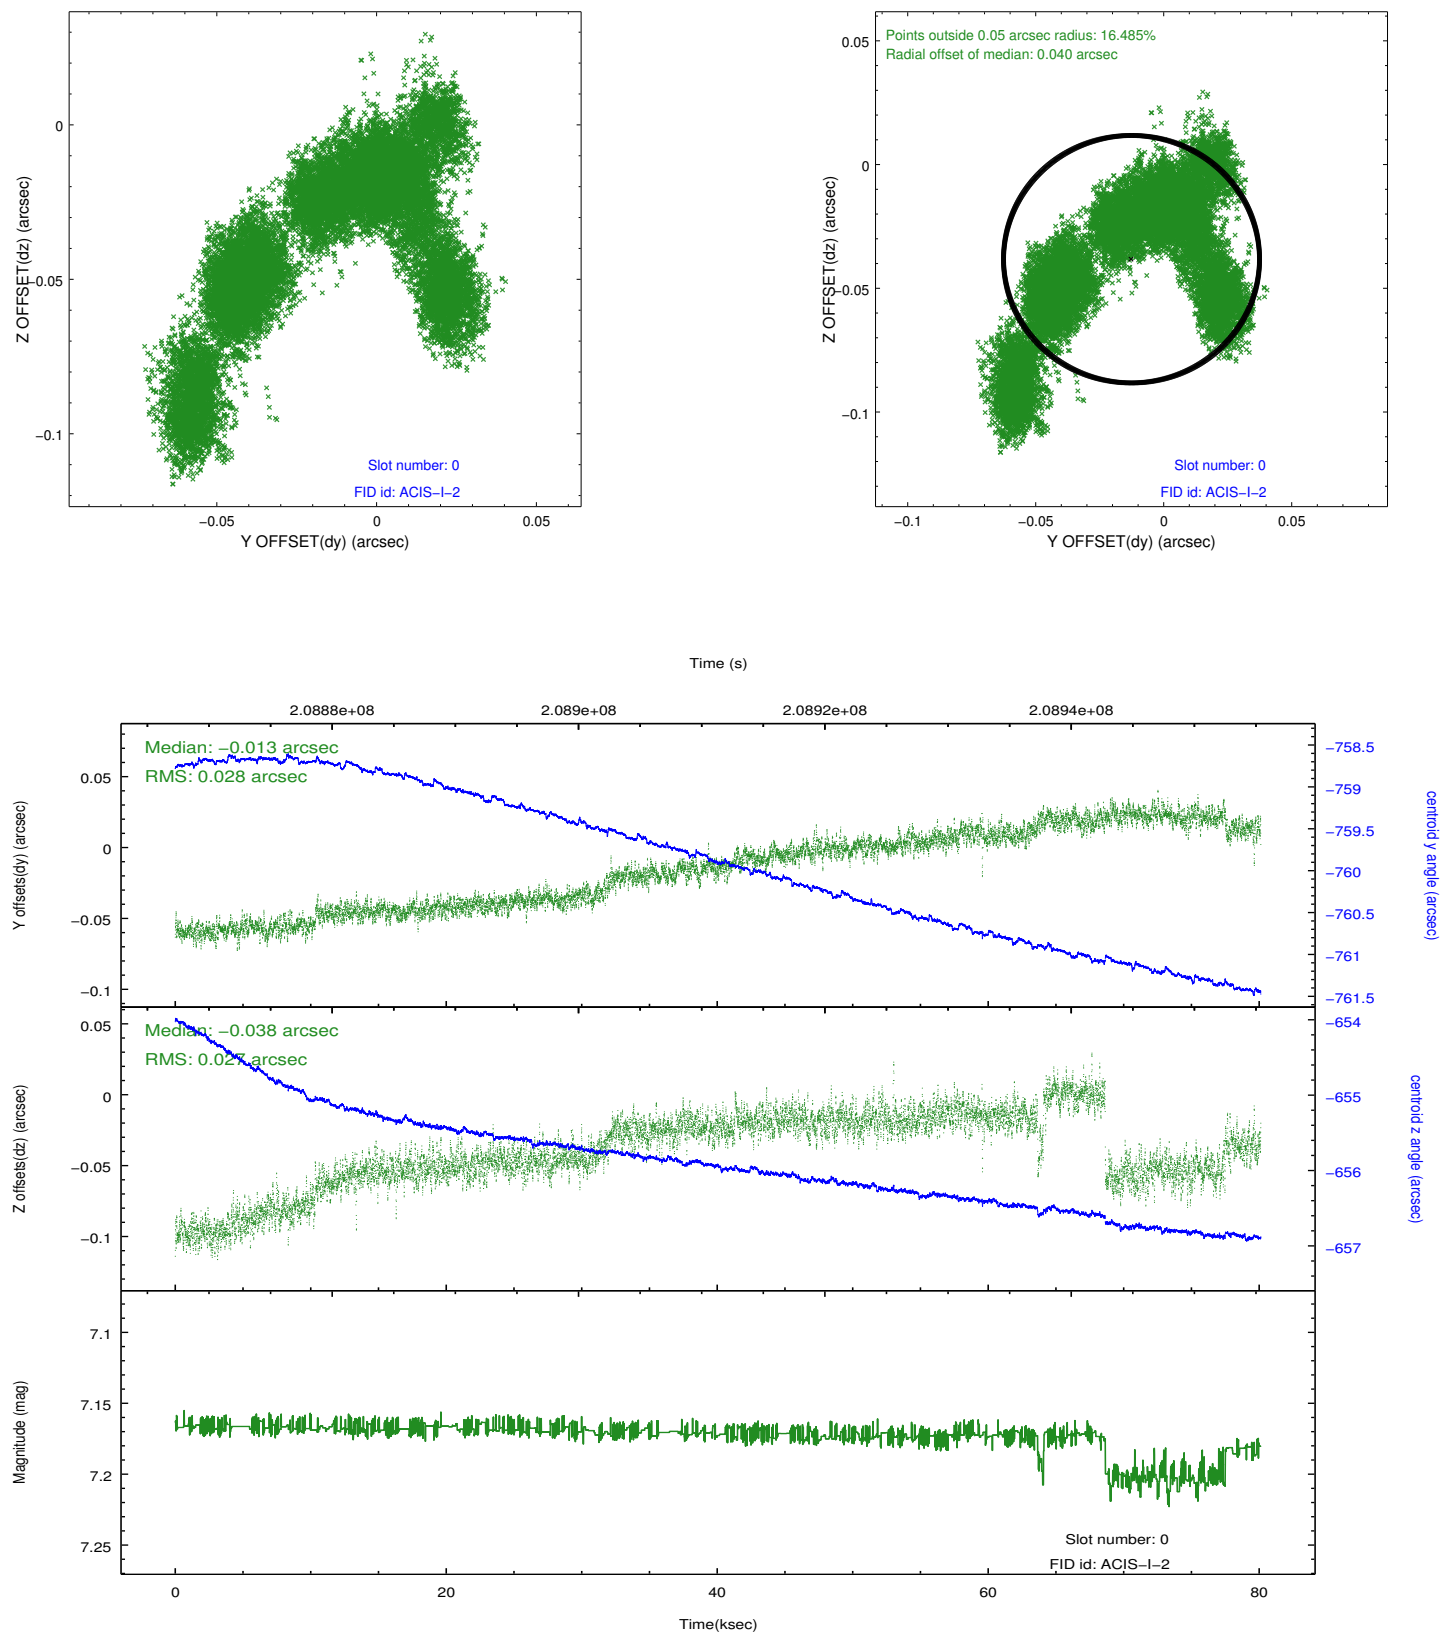 0
−0.05
−0.1
Z OFFSET(dz) (arcsec)
−0.05
0
0.05
Y OFFSET(dy) (arcsec)
Slot number: 0
FID id: ACIS−I−2
Points outside 0.05 arcsec radius: 16.485%
Radial offset of median: 0.040 arcsec
0.05
0
−0.05
−0.1
Z OFFSET(dz) (arcsec)
Slot number: 0
FID id: ACIS−I−2
−0.1
−0.05
0
0.05
Y OFFSET(dy) (arcsec)
Time (s)
2.0888e+08
2.089e+08
2.0892e+08
2.0894e+08
Median: −0.013 arcsec
RMS: 0.028 arcsec
0.05
0
−0.05
−0.1
Y offsets(dy) (arcsec)
−758.5
−759
−759.5
−760
−760.5
−761
−761.5
centroid y angle (arcsec)
Median: −0.038 arcsec
RMS: 0.027 arcsec
0.05
0
−0.05
−0.1
Z offsets(dz) (arcsec)
−654
−655
−656
−657
centroid z angle (arcsec)
7.1
7.15
7.2
7.25
Magnitude (mag)
Slot number: 0
FID id: ACIS−I−2
0
20
40
60
80
Time(ksec)